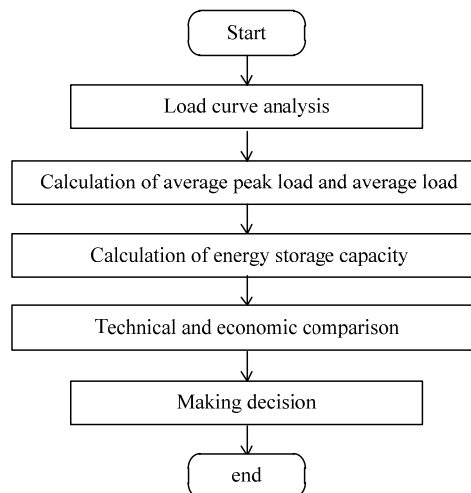 Start
Load curve analysis
Calculation of average peak load and average load
Calculation of energy storage capacity
Technical and economic comparison
Making decision
end